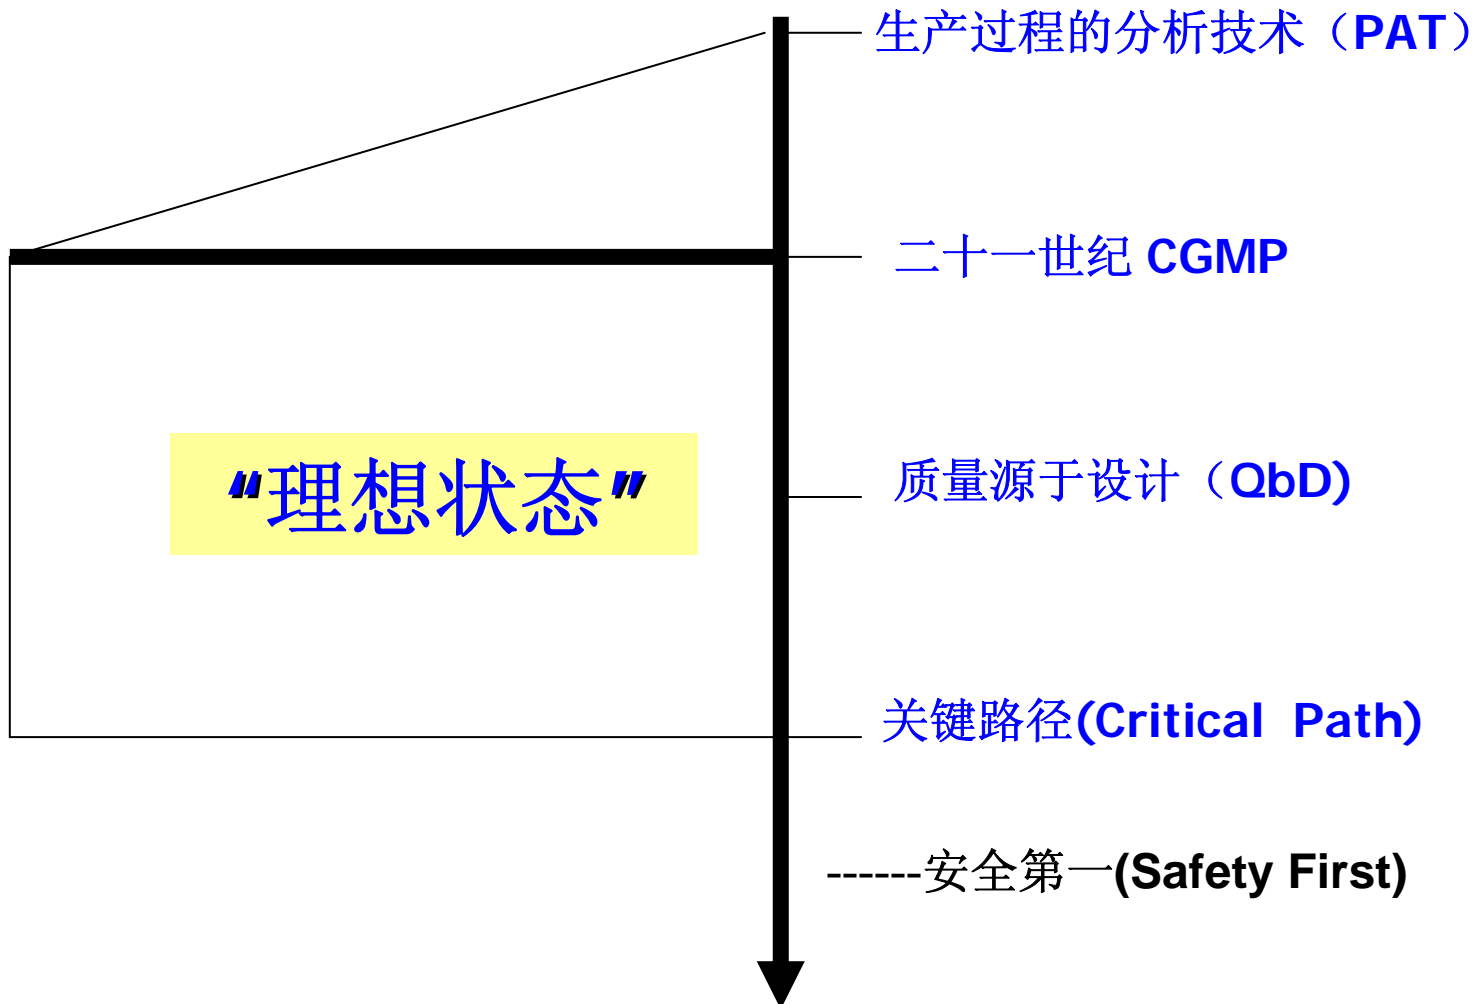 生产过程的分析技术（PAT）
二十一世纪 CGMP
"理想状态"
质量源于设计（QbD)
关键路径(Critical Path)
------安全第一(Safety First)